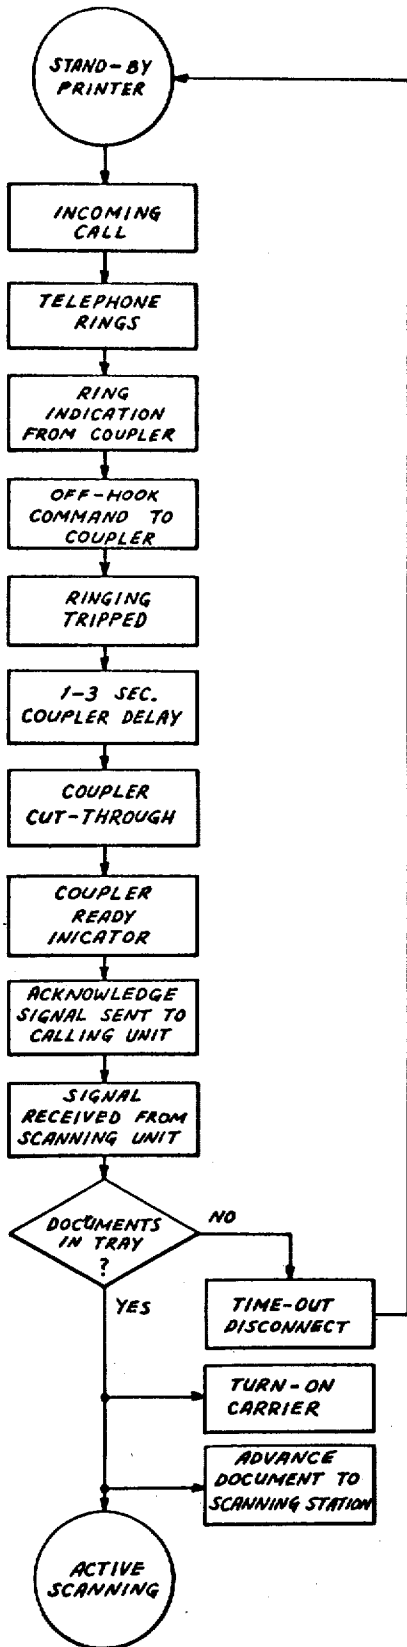 STAND-BY
PRINTER
INCOMING
CALL
TELEPHONE
RINGS
RING
INDICATION
FROM COUPLER
OFF-HOOK
COMMAND TO
COUPLER
RINGING
TRIPPED
1-3 SEC.
COUPLER DELAY
COUPLER
CUT-THROUGH
COUPLER
READY
INICATOR
ACKNOWLEDGE
SIGNAL SENT TO
CALLING UNIT
SIGNAL
RECEIVED FROM
SCANNING UNIT
DOCUMENTS
IN TRAY
?
NO
YES
TIME-OUT
DISCONNECT
TURN-ON
CARRIER
ADVANCE
DOCUMENT TO
SCANNING STATION
ACTIVE
SCANNING